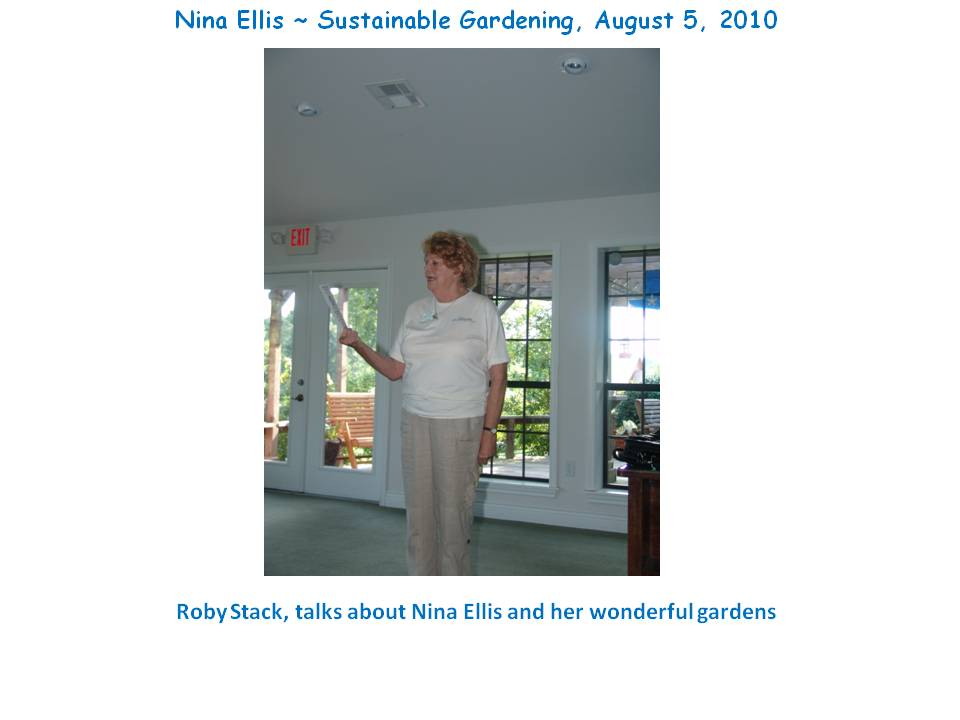 Nina Ellis ~ Sustainable Gardening, August 5, 2010
EXIT
Roby Stack, talks about Nina Ellis and her wonderful gardens